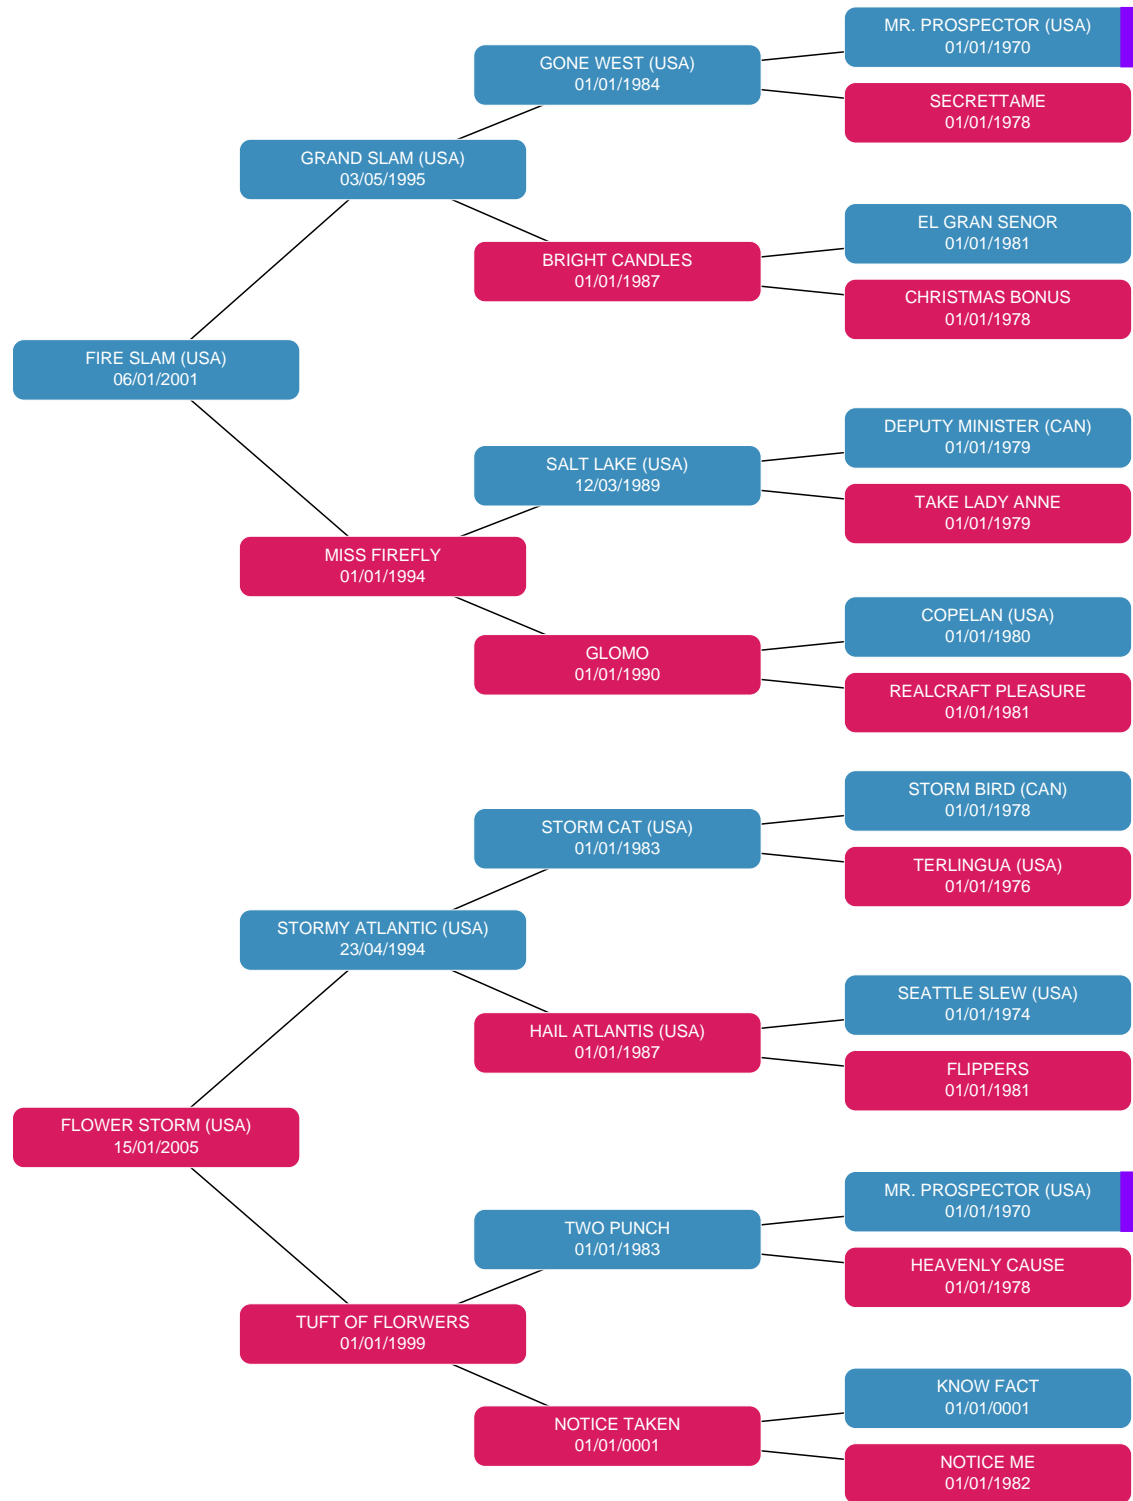 MR. PROSPECTOR (USA)
01/01/1970
GONE WEST (USA)
01/01/1984
SECRETTAME
01/01/1978
GRAND SLAM (USA)
03/05/1995
EL GRAN SENOR
01/01/1981
BRIGHT CANDLES
01/01/1987
CHRISTMAS BONUS
01/01/1978
FIRE SLAM (USA)
06/01/2001
DEPUTY MINISTER (CAN)
01/01/1979
SALT LAKE (USA)
12/03/1989
TAKE LADY ANNE
01/01/1979
MISS FIREFLY
01/01/1994
COPELAN (USA)
01/01/1980
GLOMO
01/01/1990
REALCRAFT PLEASURE
01/01/1981
STORM BIRD (CAN)
01/01/1978
STORM CAT (USA)
01/01/1983
TERLINGUA (USA)
01/01/1976
STORMY ATLANTIC (USA)
23/04/1994
SEATTLE SLEW (USA)
01/01/1974
HAIL ATLANTIS (USA)
01/01/1987
FLIPPERS
01/01/1981
FLOWER STORM (USA)
15/01/2005
MR. PROSPECTOR (USA)
01/01/1970
TWO PUNCH
01/01/1983
HEAVENLY CAUSE
01/01/1978
TUFT OF FLORWERS
01/01/1999
KNOW FACT
01/01/0001
NOTICE TAKEN
01/01/0001
NOTICE ME
01/01/1982